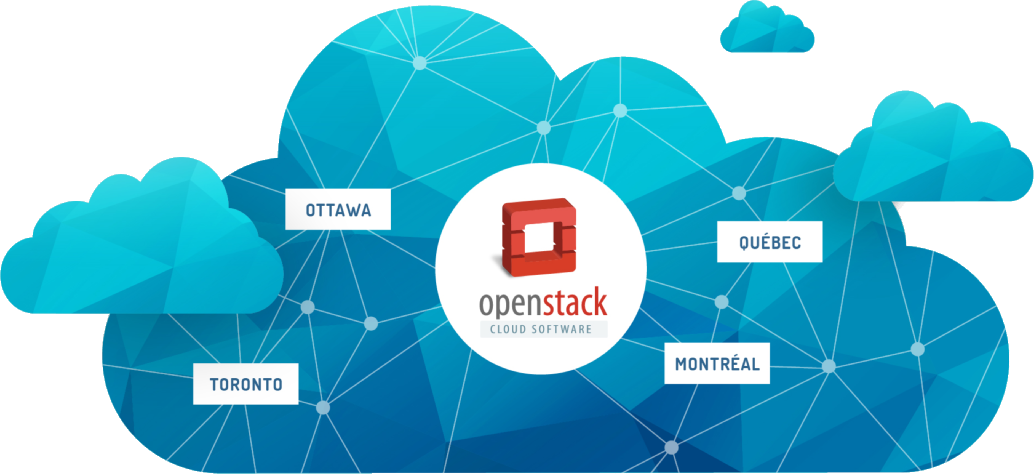 OTTAWA
QUÉBEC
openstack
CLOUD SOFTWARE
MONTRÉAL
TORONTO